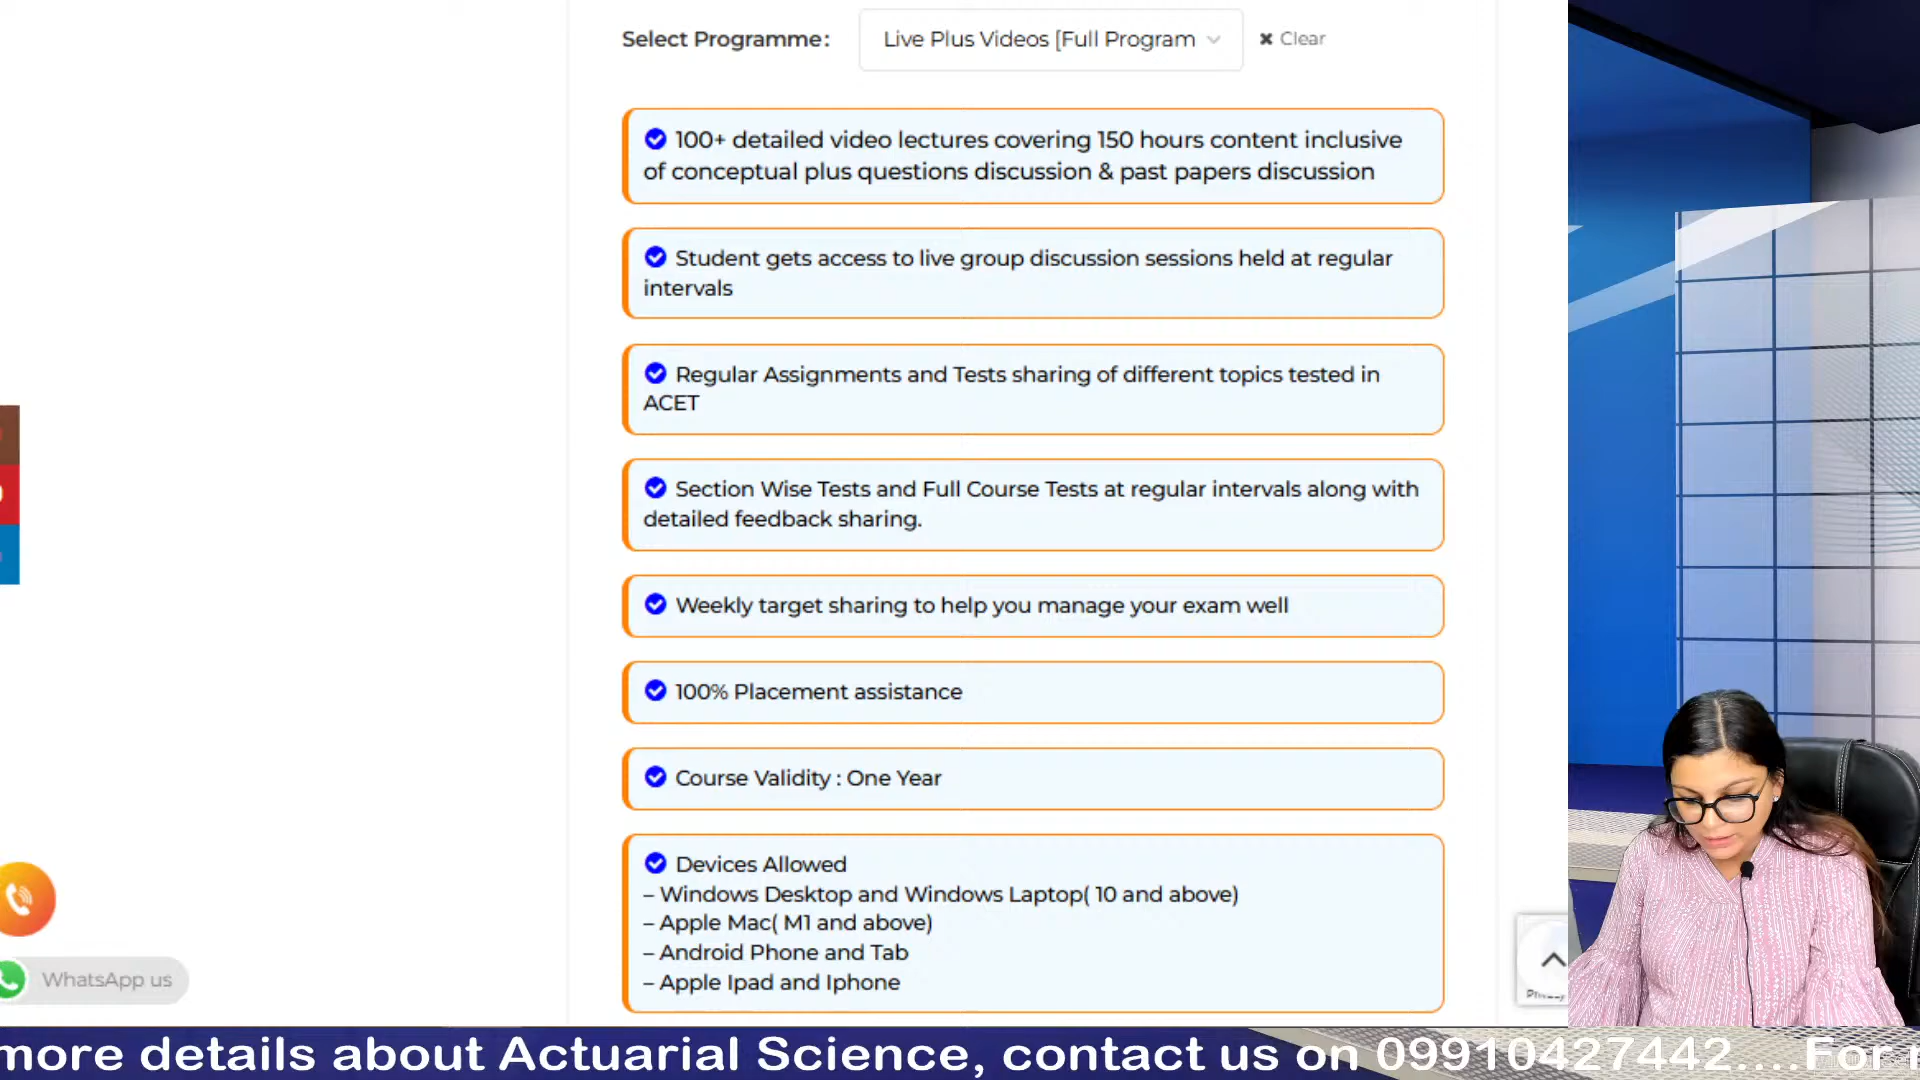 Select Programme:
Live Plus Videos [Full Program
✖ Clear
100+ detailed video lectures covering 150 hours content inclusive
of conceptual plus questions discussion & past papers discussion
Student gets access to live group discussion sessions held at regular
intervals
Regular Assignments and Tests sharing of different topics tested in
ACET
Section Wise Tests and Full Course Tests at regular intervals along with
detailed feedback sharing.
Weekly target sharing to help you manage your exam well
100% Placement assistance
Course Validity : One Year
Devices Allowed
– Windows Desktop and Windows Laptop( 10 and above)
– Apple Mac( M1 and above)
– Android Phone and Tab
– Apple Ipad and Iphone
WhatsApp us
more details about Actuarial Science, contact us on 09910427442....For